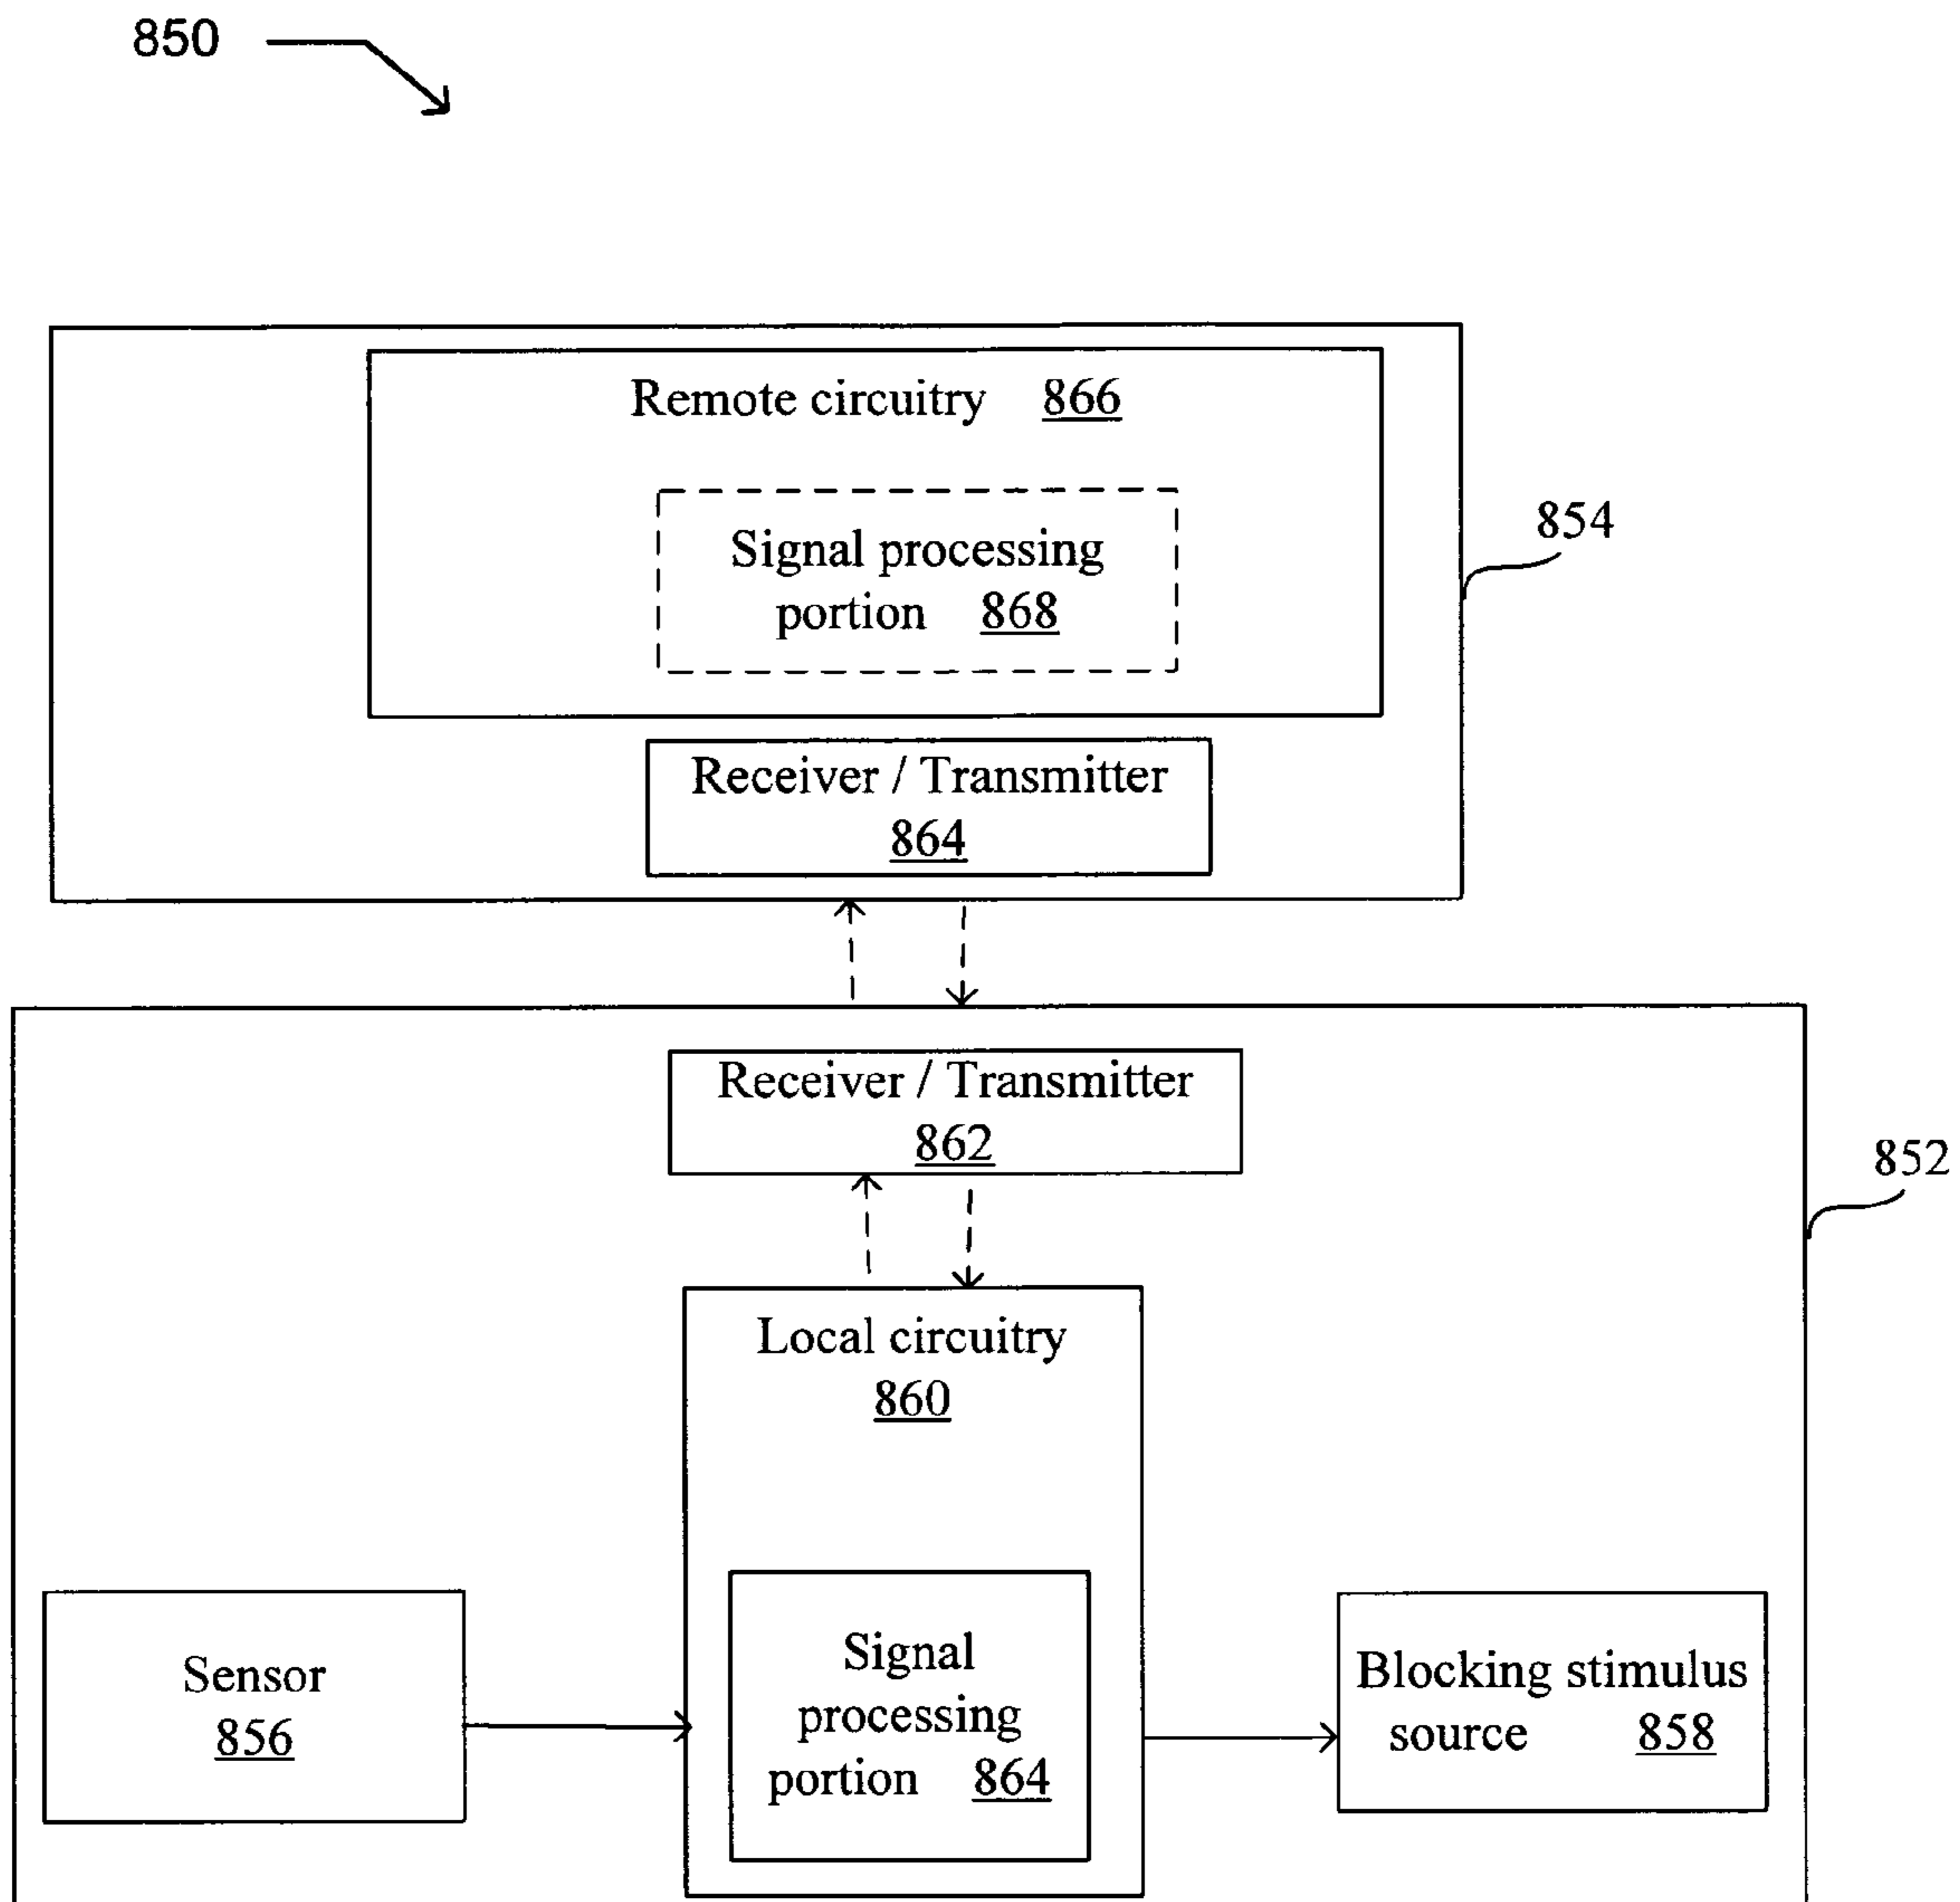 850
Remote circuitry 866
Signal processing
portion 868
854
Receiver / Transmitter
864
Receiver / Transmitter
862
852
Local circuitry
860
Sensor
856
Signal
processing
portion 864
Blocking stimulus
source 858